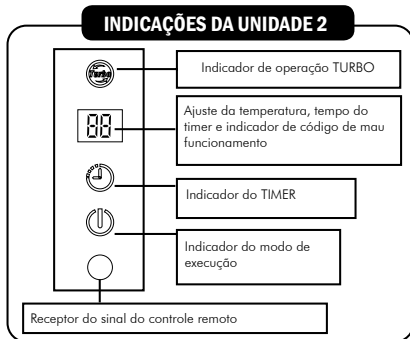 INDICAÇÕES DA UNIDADE 2
Turbo
Indicador de operação TURBO
88
Ajuste da temperatura, tempo do
timer e indicador de código de mau
funcionamento
Indicador do TIMER
Indicador do modo de
execução
Receptor do sinal do controle remoto